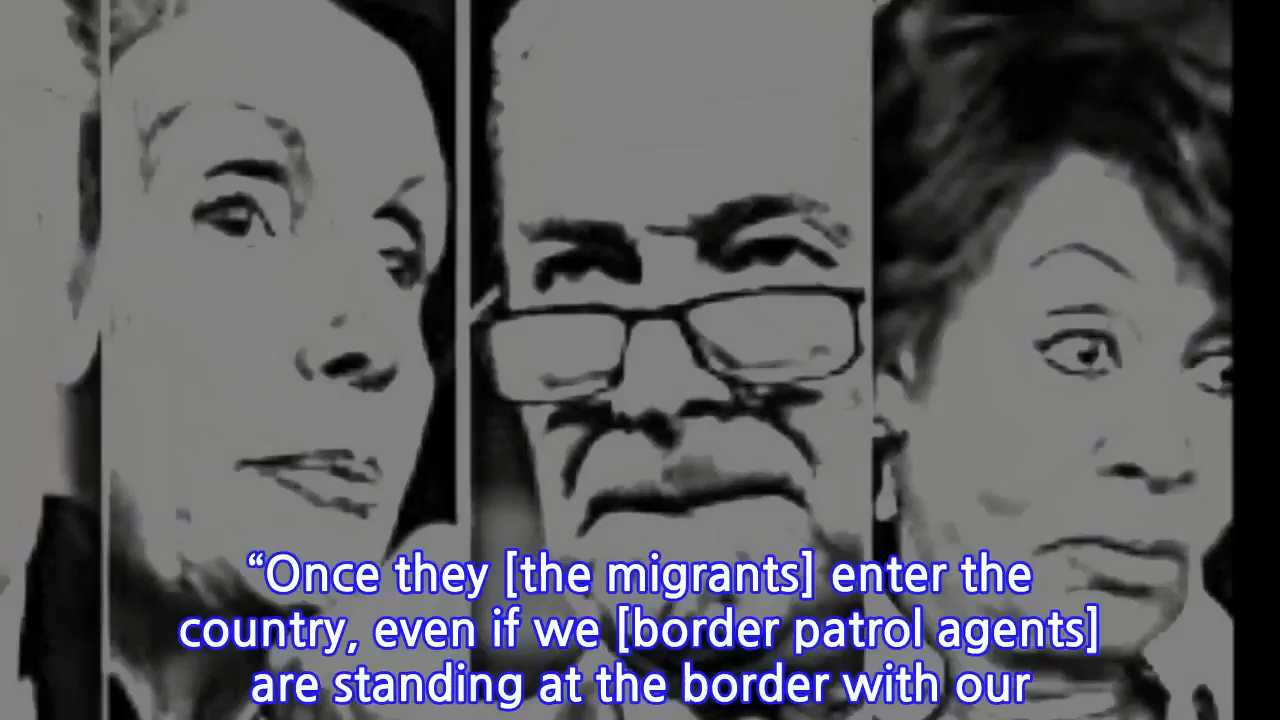 “Once they [the migrants] enter the
country, even if we [border patrol agents]
are standing at the border with our